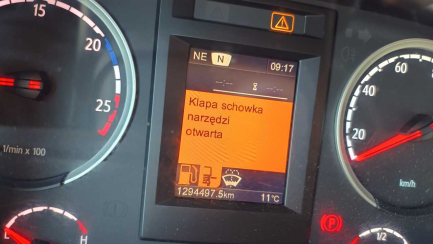 15
20
25
t/min x 100
H
NE N 09:17
--:-- --:--
Klapa schowka
narzędzi
otwarta
1294497.5km 11°C
20
40
60
80
km/h
P
1/2